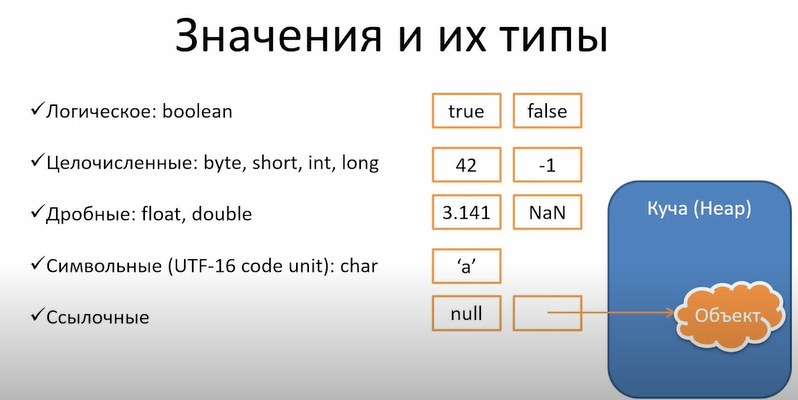 Значения и их типы
✓Логическое: boolean
true
false
✓Целочисленные: byte, short, int, long
42
-1
✓Дробные: float, double
3.141
NaN
Куча (Heap)
✓Символьные (UTF-16 code unit): char
‘a’
✓Ссылочные
null
Объект